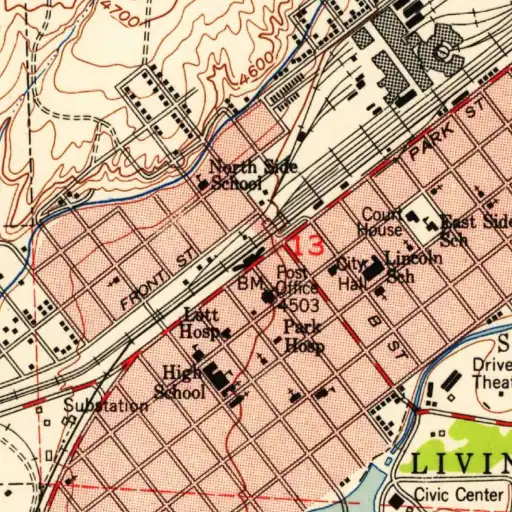 4700
4600
PARK ST
North Side
School
Court
House
East Side
Sch
13
FRONT ST
City
Hall
Lincoln
Sch
BM
Post
Office
4503
Lott
Hosp
Park
Hosp
B ST
High
School
Substation
S
Drive
Theat
LIVIN
Civic Center